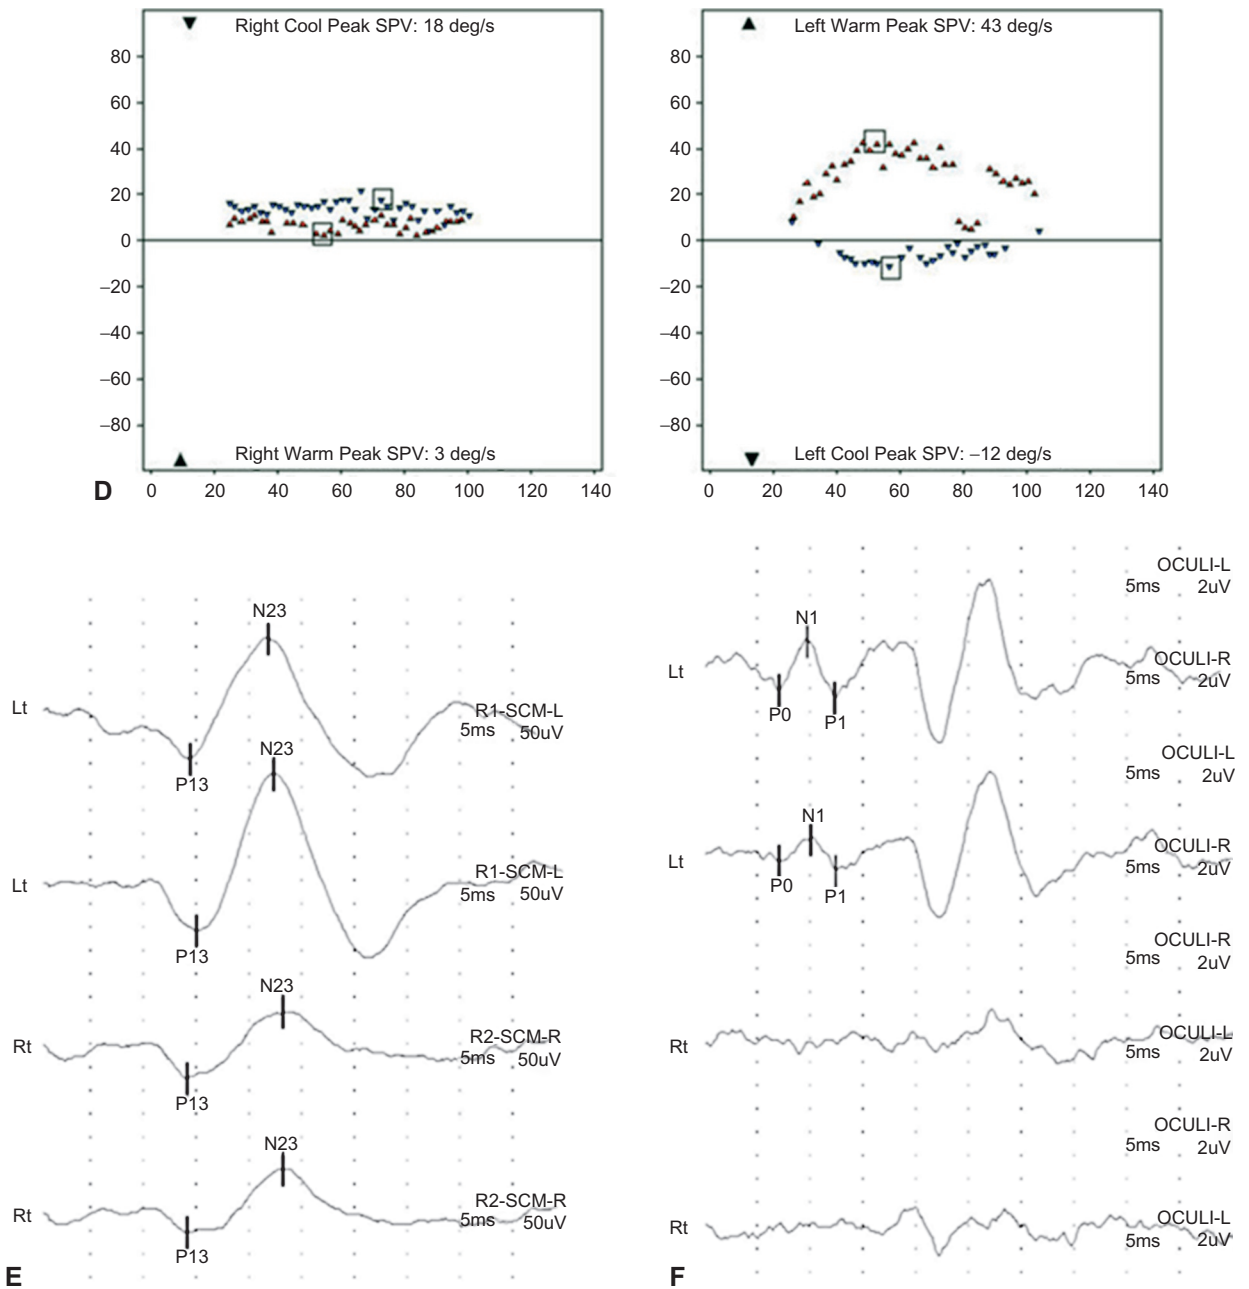 Right Cool Peak SPV: 18 deg/s
80
60
40
20
0
–20
–40
–60
–80
Right Warm Peak SPV: 3 deg/s
0 20 40 60 80 100 120 140
D
Left Warm Peak SPV: 43 deg/s
80
60
40
20
0
–20
–40
–60
–80
Left Cool Peak SPV: –12 deg/s
0 20 40 60 80 100 120 140
N23
Lt
R1-SCM-L
5ms 50uV
P13
N23
Lt
R1-SCM-L
5ms 50uV
P13
N23
Rt
R2-SCM-R
5ms 50uV
P13
N23
Rt
R2-SCM-R
5ms 50uV
P13
E
OCULI-L
5ms 2uV
N1
Lt
OCULI-R
5ms 2uV
P0 P1
OCULI-L
5ms 2uV
N1
Lt
OCULI-R
5ms 2uV
P0 P1
OCULI-R
5ms 2uV
Rt
OCULI-L
5ms 2uV
OCULI-R
5ms 2uV
Rt
OCULI-L
5ms 2uV
F